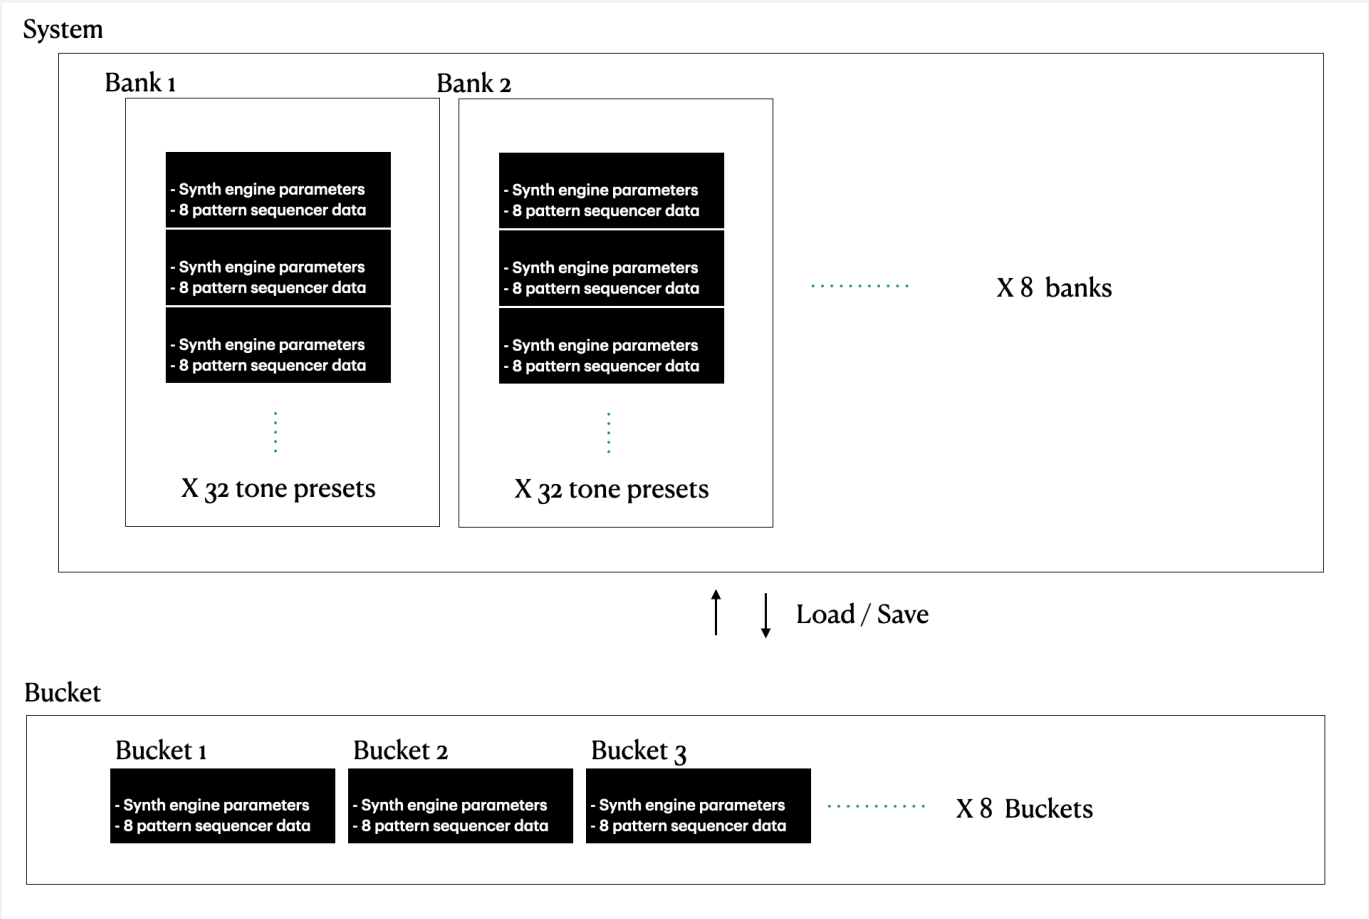 System
Bank 1
Bank 2
- Synth engine parameters
- 8 pattern sequencer data
- Synth engine parameters
- 8 pattern sequencer data
- Synth engine parameters
- 8 pattern sequencer data
X 32 tone presets
- Synth engine parameters
- 8 pattern sequencer data
- Synth engine parameters
- 8 pattern sequencer data
- Synth engine parameters
- 8 pattern sequencer data
X 32 tone presets
X 8 banks
Load / Save
Bucket
Bucket 1
- Synth engine parameters
- 8 pattern sequencer data
Bucket 2
- Synth engine parameters
- 8 pattern sequencer data
Bucket 3
- Synth engine parameters
- 8 pattern sequencer data
X 8 Buckets